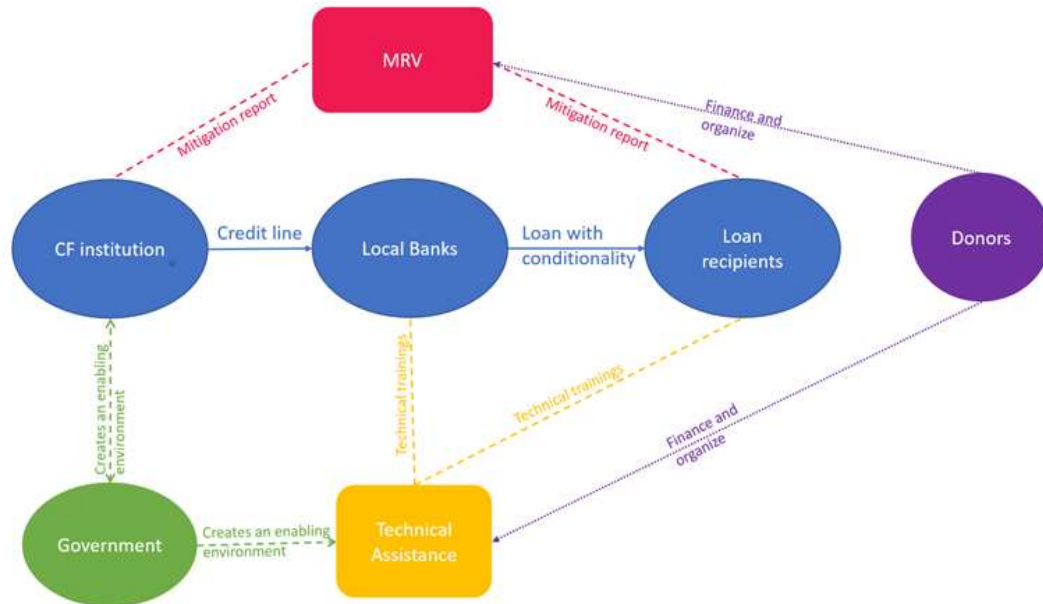 MRV
Finance and
organize
Mitigation report
Mitigation report
CF institution
Credit line
Local Banks
Loan with
conditionality
Loan
recipients
Donors
Creates an enabling
environment
Technical trainings
Technical trainings
Finance and
organize
Government
Creates an enabling
environment
Technical
Assistance